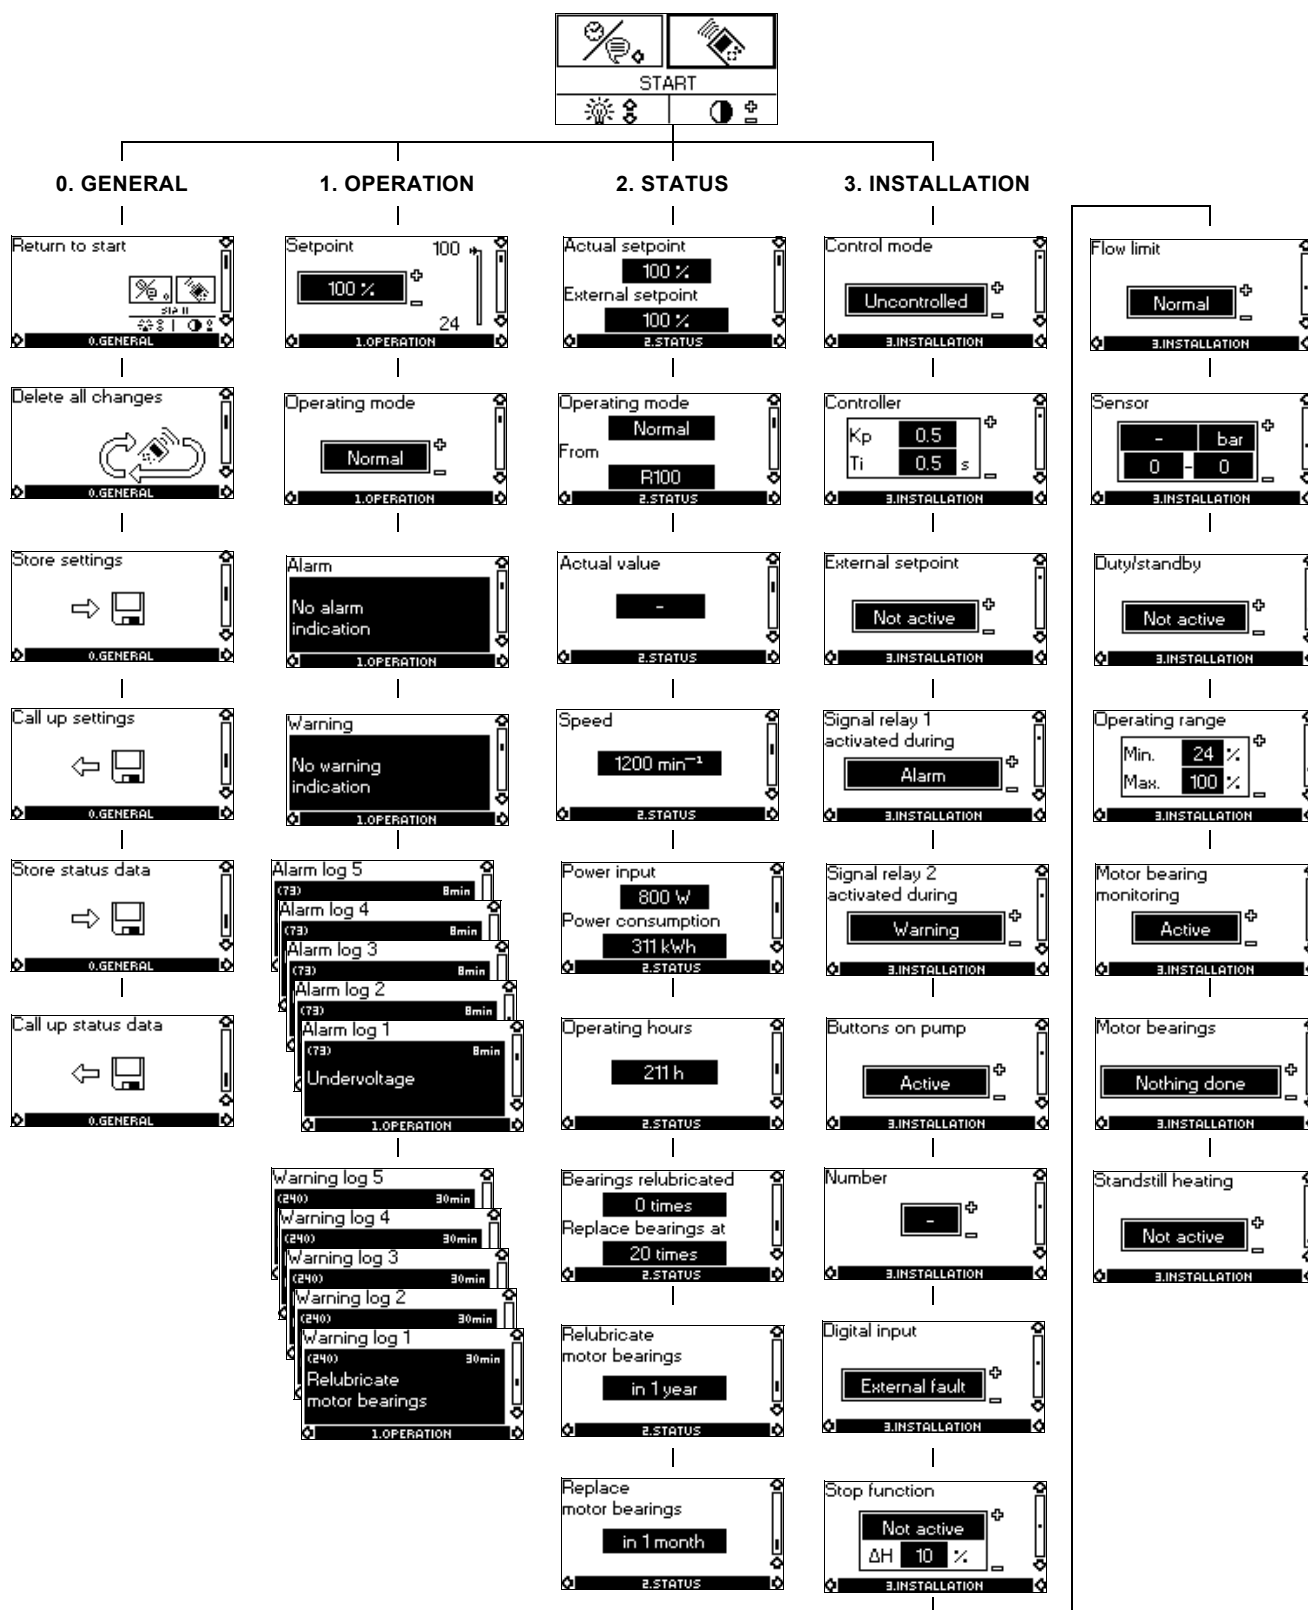 START
0. GENERAL
Return to start
START
0.GENERAL
Delete all changes
0.GENERAL
Store settings
0.GENERAL
Call up settings
0.GENERAL
Store status data
0.GENERAL
Call up status data
0.GENERAL
1. OPERATION
Setpoint
100
100 %
24
1.OPERATION
Operating mode
Normal
1.OPERATION
Alarm
No alarm
indication
1.OPERATION
Warning
No warning
indication
1.OPERATION
Alarm log 5
(73) 8min
Alarm log 4
(73) 8min
Alarm log 3
(73) 8min
Alarm log 2
(73) 8min
Alarm log 1
(73) 8min
Undervoltage
1.OPERATION
Warning log 5
(240) 30min
Warning log 4
(240) 30min
Warning log 3
(240) 30min
Warning log 2
(240) 30min
Warning log 1
(240) 30min
Relubricate
motor bearings
1.OPERATION
2. STATUS
Actual setpoint
100 %
External setpoint
100 %
2.STATUS
Operating mode
Normal
From
R100
2.STATUS
Actual value
-
2.STATUS
Speed
1200 min⁻¹
2.STATUS
Power input
800 W
Power consumption
311 kWh
2.STATUS
Operating hours
211 h
2.STATUS
Bearings relubricated
0 times
Replace bearings at
20 times
2.STATUS
Relubricate
motor bearings
in 1 year
2.STATUS
Replace
motor bearings
in 1 month
2.STATUS
3. INSTALLATION
Control mode
Uncontrolled
3.INSTALLATION
Controller
Kp 0.5
Ti 0.5 s
3.INSTALLATION
External setpoint
Not active
3.INSTALLATION
Signal relay 1
activated during
Alarm
3.INSTALLATION
Signal relay 2
activated during
Warning
3.INSTALLATION
Buttons on pump
Active
3.INSTALLATION
Number
-
3.INSTALLATION
Digital input
External fault
3.INSTALLATION
Stop function
Not active
ΔH 10 %
3.INSTALLATION
Flow limit
Normal
3.INSTALLATION
Sensor
- bar
0 - 0
3.INSTALLATION
Duty/standby
Not active
3.INSTALLATION
Operating range
Min. 24 %
Max. 100 %
3.INSTALLATION
Motor bearing
monitoring
Active
3.INSTALLATION
Motor bearings
Nothing done
3.INSTALLATION
Standstill heating
Not active
3.INSTALLATION